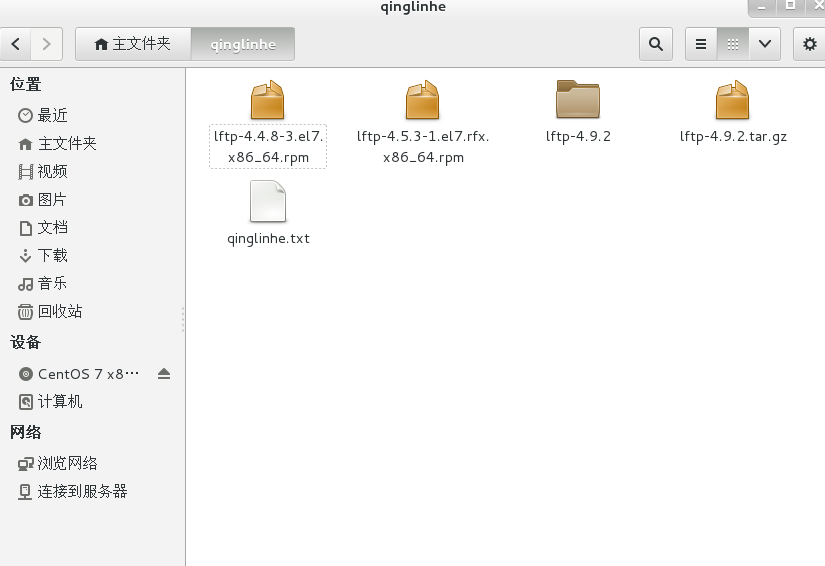 qinglinhe
主文件夹
qinglinhe
位置
最近
主文件夹
视频
图片
文档
下载
音乐
回收站
设备
CentOS 7 x8…
计算机
网络
浏览网络
连接到服务器
lftp-4.4.8-3.el7.
x86_64.rpm
lftp-4.5.3-1.el7.rfx.
x86_64.rpm
lftp-4.9.2
lftp-4.9.2.tar.gz
qinglinhe.txt